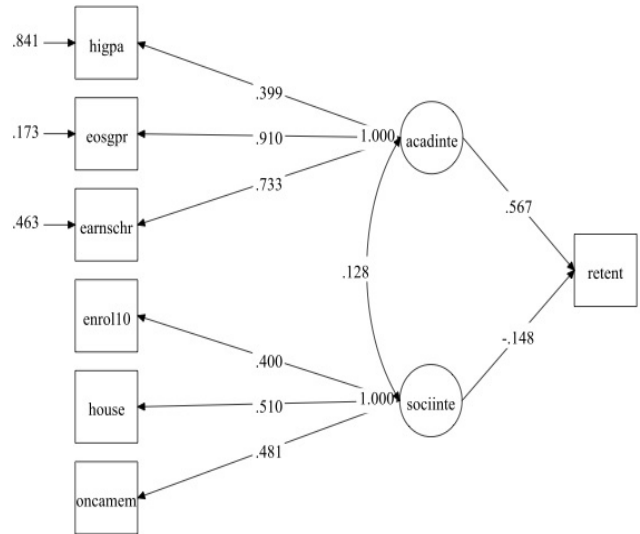 .841
higpa
.399
.173
eosgpr
.910
1.000
acadinte
.733
.463
earnschr
.567
.128
retent
enrol10
.400
-.148
house
.510
1.000
sociinte
.481
oncamem